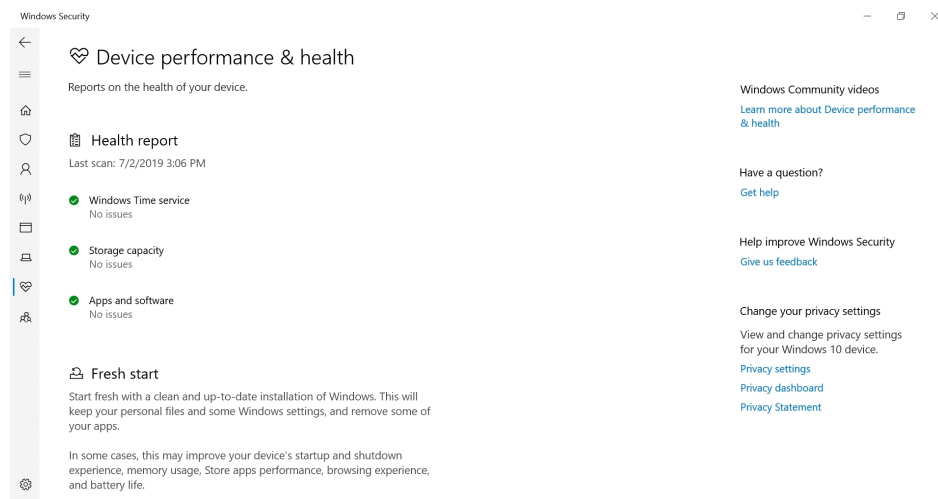 Windows Security
Device performance & health
Reports on the health of your device.
Health report
Last scan: 7/2/2019 3:06 PM
Windows Time service
No issues
Storage capacity
No issues
Apps and software
No issues
Fresh start
Start fresh with a clean and up-to-date installation of Windows. This will
keep your personal files and some Windows settings, and remove some of
your apps.
In some cases, this may improve your device's startup and shutdown
experience, memory usage, Store apps performance, browsing experience,
and battery life.
Windows Community videos
Learn more about Device performance
& health
Have a question?
Get help
Help improve Windows Security
Give us feedback
Change your privacy settings
View and change privacy settings
for your Windows 10 device.
Privacy settings
Privacy dashboard
Privacy Statement